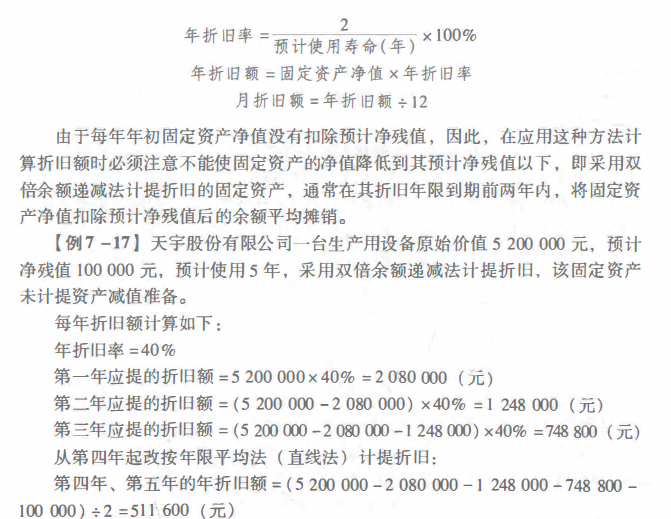 年折旧率 = 2/预计使用寿命(年) ×100%
年折旧额 = 固定资产净值 × 年折旧率
月折旧额 = 年折旧额 ÷12
由于每年年初固定资产净值没有扣除预计净残值，因此，在应用这种方法计
算折旧额时必须注意不能使固定资产的净值降低到其预计净残值以下，即采用双
倍余额递减法计提折旧的固定资产，通常在其折旧年限到期前两年内，将固定资
产净值扣除预计净残值后的余额平均摊销。
【例7－17】天宇股份有限公司一台生产用设备原始价值5 200 000元，预计
净残值100 000元，预计使用5年，采用双倍余额递减法计提折旧，该固定资产
未计提资产减值准备。
每年折旧额计算如下：
年折旧率=40%
第一年应提的折旧额=5 200 000×40%=2 080 000（元）
第二年应提的折旧额=(5 200 000－2 080 000)×40%=1 248 000（元）
第三年应提的折旧额=(5 200 000－2 080 000－1 248 000)×40%=748 800（元）
从第四年起改按年限平均法（直线法）计提折旧：
第四年、第五年的年折旧额=(5 200 000－2 080 000－1 248 000－748 800－
100 000)÷2=511 600（元）